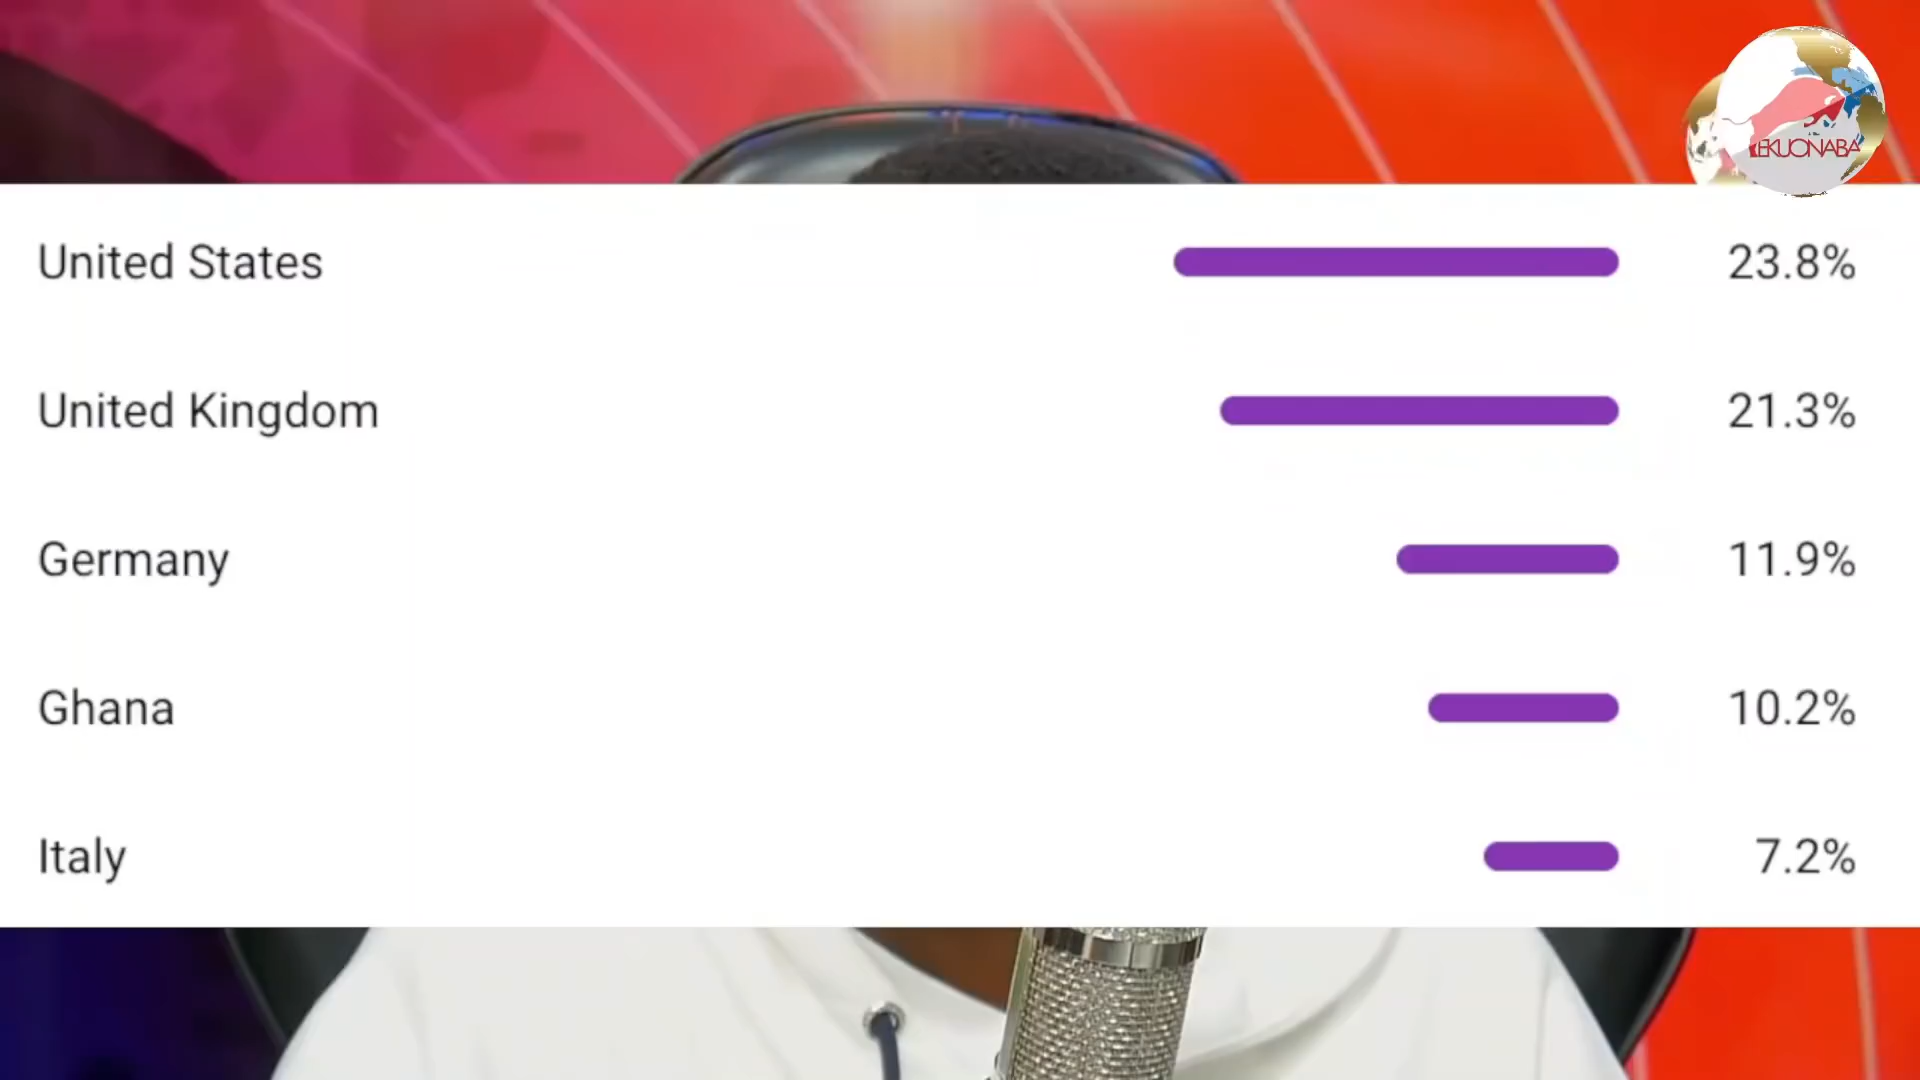 EKUONABA
United States 23.8%
United Kingdom 21.3%
Germany 11.9%
Ghana 10.2%
Italy 7.2%